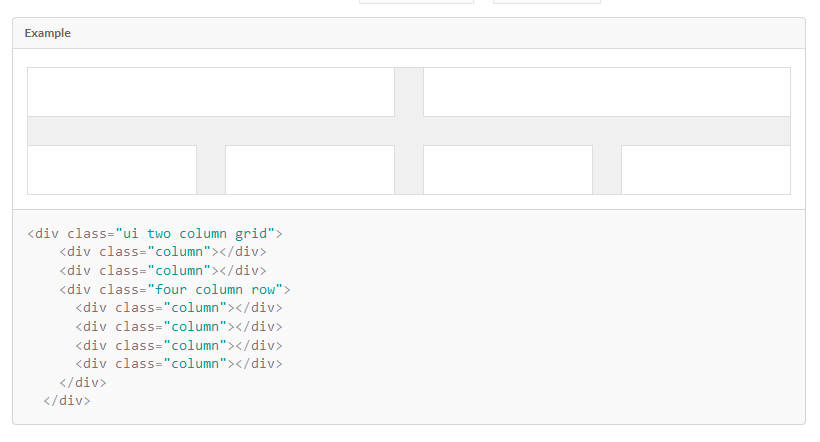 Example
<div class="ui two column grid">
    <div class="column"></div>
    <div class="column"></div>
    <div class="four column row">
      <div class="column"></div>
      <div class="column"></div>
      <div class="column"></div>
      <div class="column"></div>
    </div>
  </div>